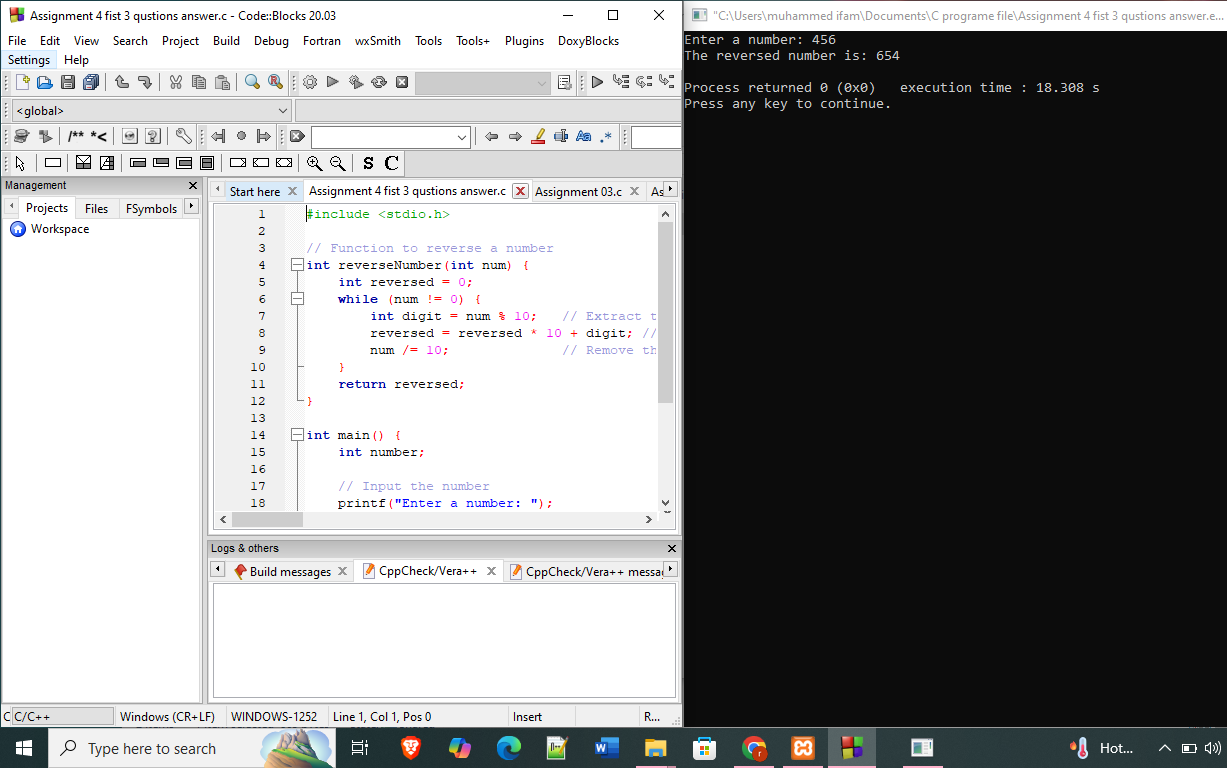 Assignment 4 fist 3 qustions answer.c - Code::Blocks 20.03
File Edit View Search Project Build Debug Fortran wxSmith Tools Tools+ Plugins DoxyBlocks
Settings Help
<global>
/** *<
Aa .*
S C
Management
Projects Files FSymbols
Workspace
Start here Assignment 4 fist 3 qustions answer.c Assignment 03.c As
1 #include <stdio.h>
2
3 // Function to reverse a number
4 int reverseNumber(int num) {
5 int reversed = 0;
6 while (num != 0) {
7 int digit = num % 10; // Extract t
8 reversed = reversed * 10 + digit; //
9 num /= 10; // Remove th
10 }
11 return reversed;
12 }
13
14 int main() {
15 int number;
16
17 // Input the number
18 printf("Enter a number: ");
Logs & others
Build messages CppCheck/Vera++ CppCheck/Vera++ messa
C C/C++ Windows (CR+LF) WINDOWS-1252 Line 1, Col 1, Pos 0 Insert R...
"C:\Users\muhammed ifam\Documents\C programe file\Assignment 4 fist 3 qustions answer.e...
Enter a number: 456
The reversed number is: 654
Process returned 0 (0x0) execution time : 18.308 s
Press any key to continue.
Type here to search
Hot...